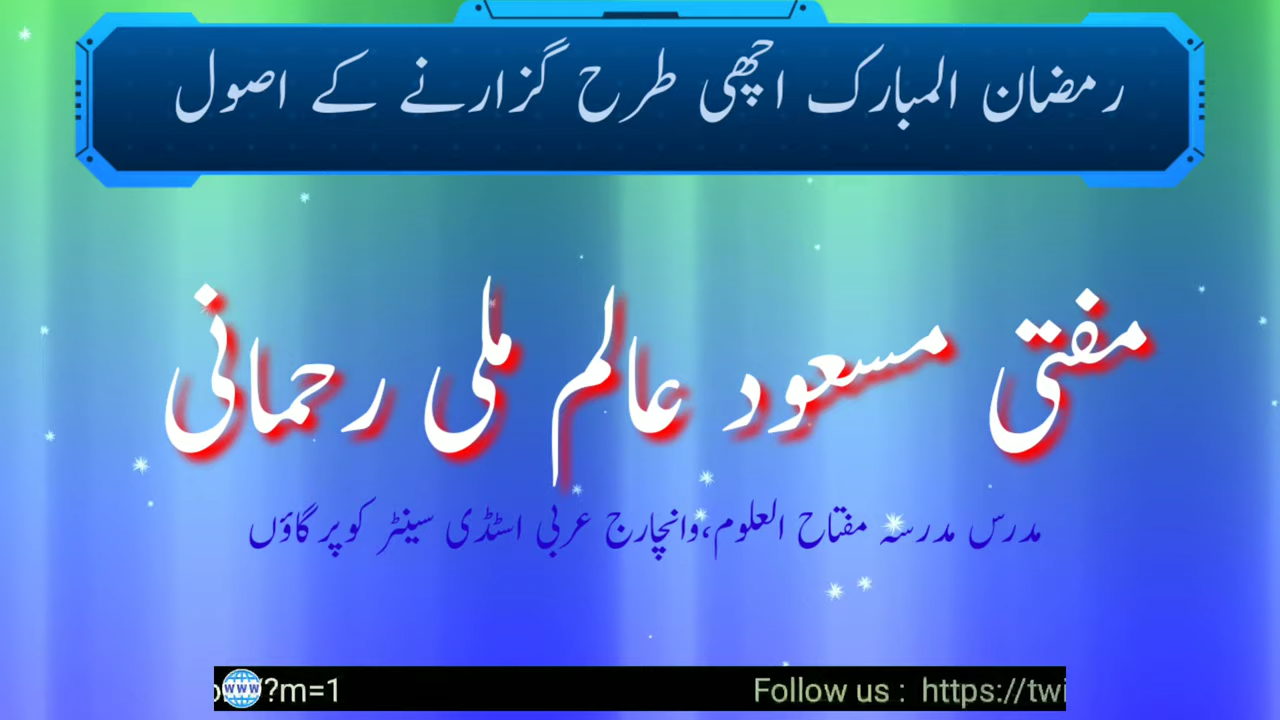 رمضان المبارک اچھی طرح گزارنے کے اصول
مفتی مسعود عالم ملی رحمانی
مدرس مدرسہ مفتاح العلوم،وانچارج عربی اسٹڈی سینٹر کوپر گاؤں
www /?m=1 Follow us : https://twi